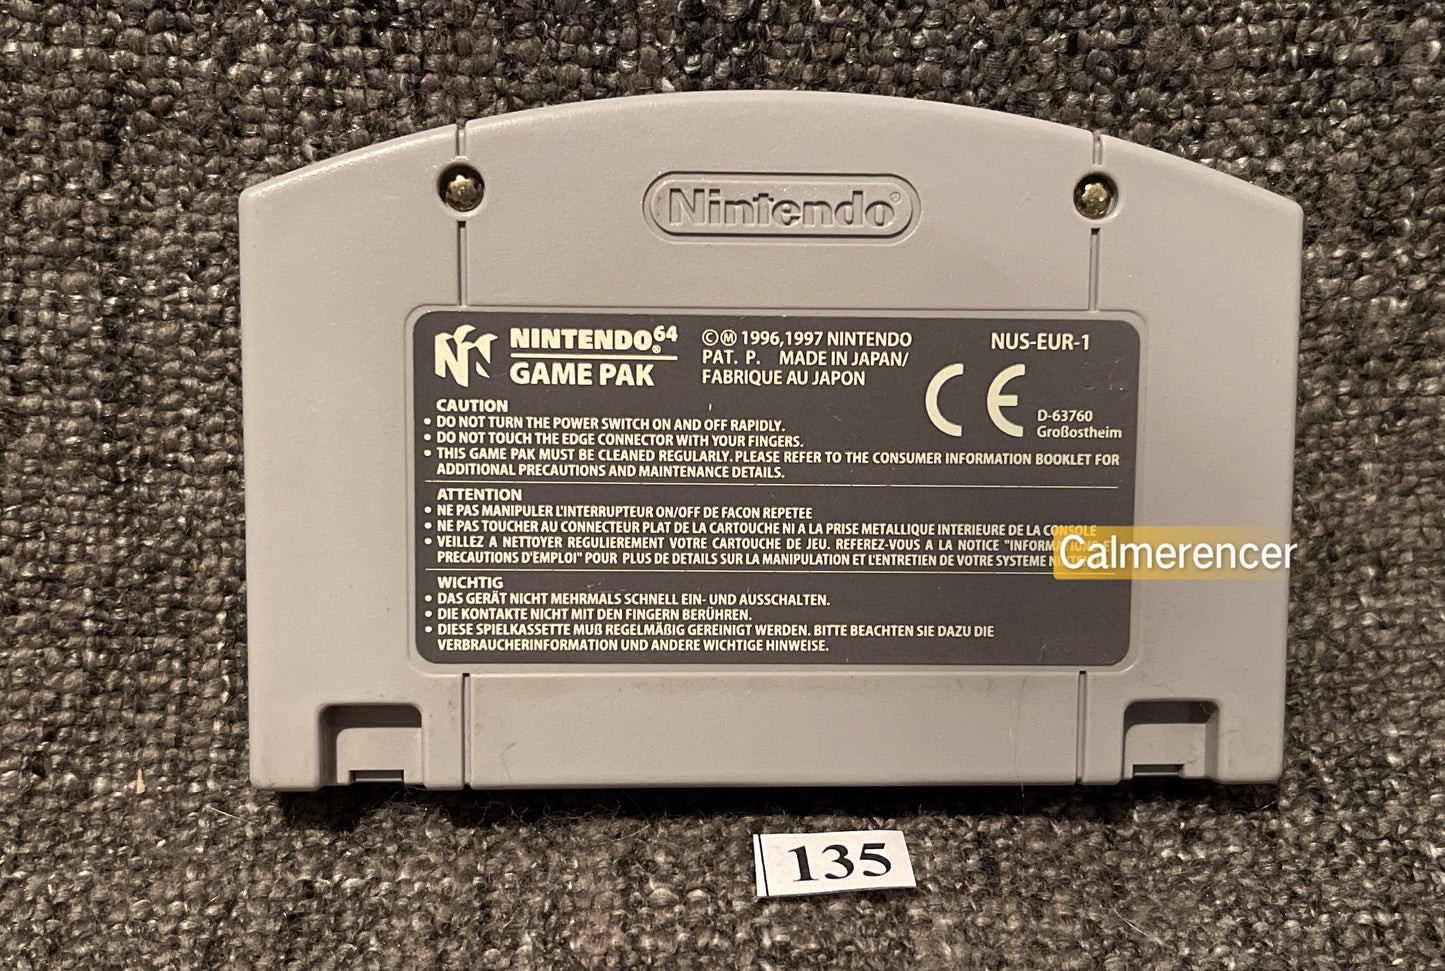 Nintendo®
NINTENDO64®
GAME PAK
©Ⓜ 1996,1997 NINTENDO
PAT. P. MADE IN JAPAN/
FABRIQUE AU JAPON
NUS-EUR-1
CE
D-63760
Großostheim
CAUTION
• DO NOT TURN THE POWER SWITCH ON AND OFF RAPIDLY.
• DO NOT TOUCH THE EDGE CONNECTOR WITH YOUR FINGERS.
• THIS GAME PAK MUST BE CLEANED REGULARLY. PLEASE REFER TO THE CONSUMER INFORMATION BOOKLET FOR
ADDITIONAL PRECAUTIONS AND MAINTENANCE DETAILS.
ATTENTION
• NE PAS MANIPULER L'INTERRUPTEUR ON/OFF DE FACON REPETEE
• NE PAS TOUCHER AU CONNECTEUR PLAT DE LA CARTOUCHE NI A LA PRISE METALLIQUE INTERIEURE DE LA CONSOLE
• VEILLEZ A NETTOYER REGULIEREMENT VOTRE CARTOUCHE DE JEU. REFEREZ-VOUS A LA NOTICE
PRECAUTIONS D'EMPLOI" POUR PLUS DE DETAILS SUR LA MANIPULATION ET L'ENTRETIEN DE VOTRE SYSTEME
Calmerencer
WICHTIG
• DAS GERÄT NICHT MEHRMALS SCHNELL EIN- UND AUSSCHALTEN.
• DIE KONTAKTE NICHT MIT DEN FINGERN BERÜHREN.
• DIESE SPIELKASSETTE MUß REGELMÄßIG GEREINIGT WERDEN. BITTE BEACHTEN SIE DAZU DIE
VERBRAUCHERINFORMATION UND ANDERE WICHTIGE HINWEISE.
135